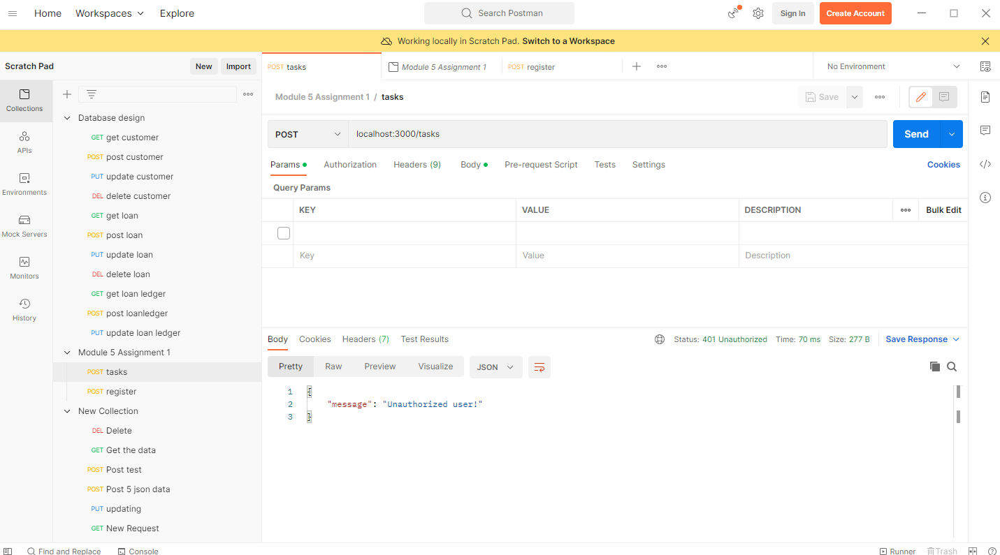 Home Workspaces Explore Search Postman Sign In Create Account
Working locally in Scratch Pad. Switch to a Workspace
Scratch Pad New Import
POST tasks Module 5 Assignment 1 POST register No Environment
Collections
APIs
Environments
Mock Servers
Monitors
History
Database design
GET get customer
POST post customer
PUT update customer
DEL delete customer
GET get loan
POST post loan
PUT update loan
DEL delete loan
GET get loan ledger
POST post loanledger
PUT update loan ledger
Module 5 Assignment 1
POST tasks
POST register
New Collection
DEL Delete
GET Get the data
POST Post test
POST Post 5 json data
PUT updating
GET New Request
Module 5 Assignment 1 / tasks Save
POST localhost:3000/tasks Send
Params Authorization Headers (9) Body Pre-request Script Tests Settings Cookies
Query Params
KEY VALUE DESCRIPTION Bulk Edit
Key Value Description
Body Cookies Headers (7) Test Results Status: 401 Unauthorized Time: 70 ms Size: 277 B Save Response
Pretty Raw Preview Visualize JSON
1 {
2 "message": "Unauthorized user!"
3 }
Find and Replace Console Runner Trash